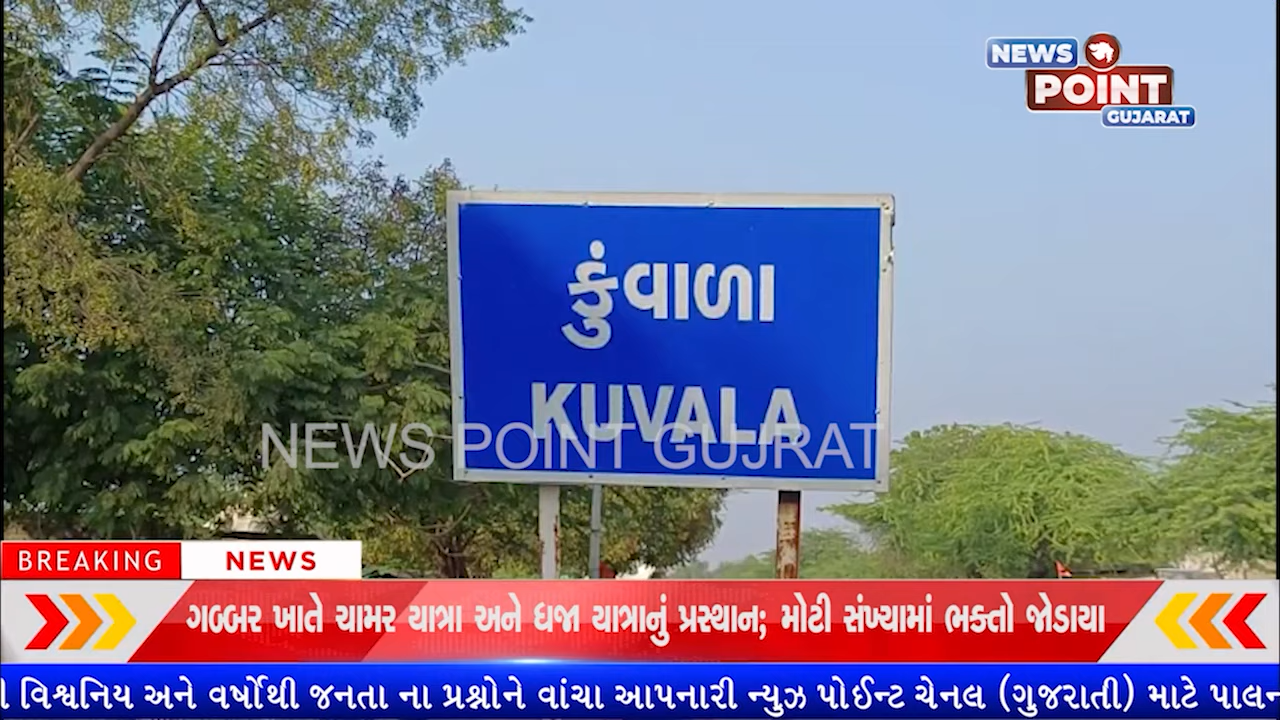 NEWS
POINT
GUJARAT
કુંવાળા
KUVALA
NEWS POINT GUJRAT
BREAKING NEWS
ગબ્બર ખાતે ચામર યાત્રા અને ધજા યાત્રાનું પ્રસ્થાન; મોટી સંખ્યામાં ભક્તો જોડાયા
વિશ્વનિય અને વર્ષોથી જનતા ના પ્રશ્નોને વાંચા આપનારી ન્યુઝ પોઈન્ટ ચેનલ (ગુજરાતી) માટે